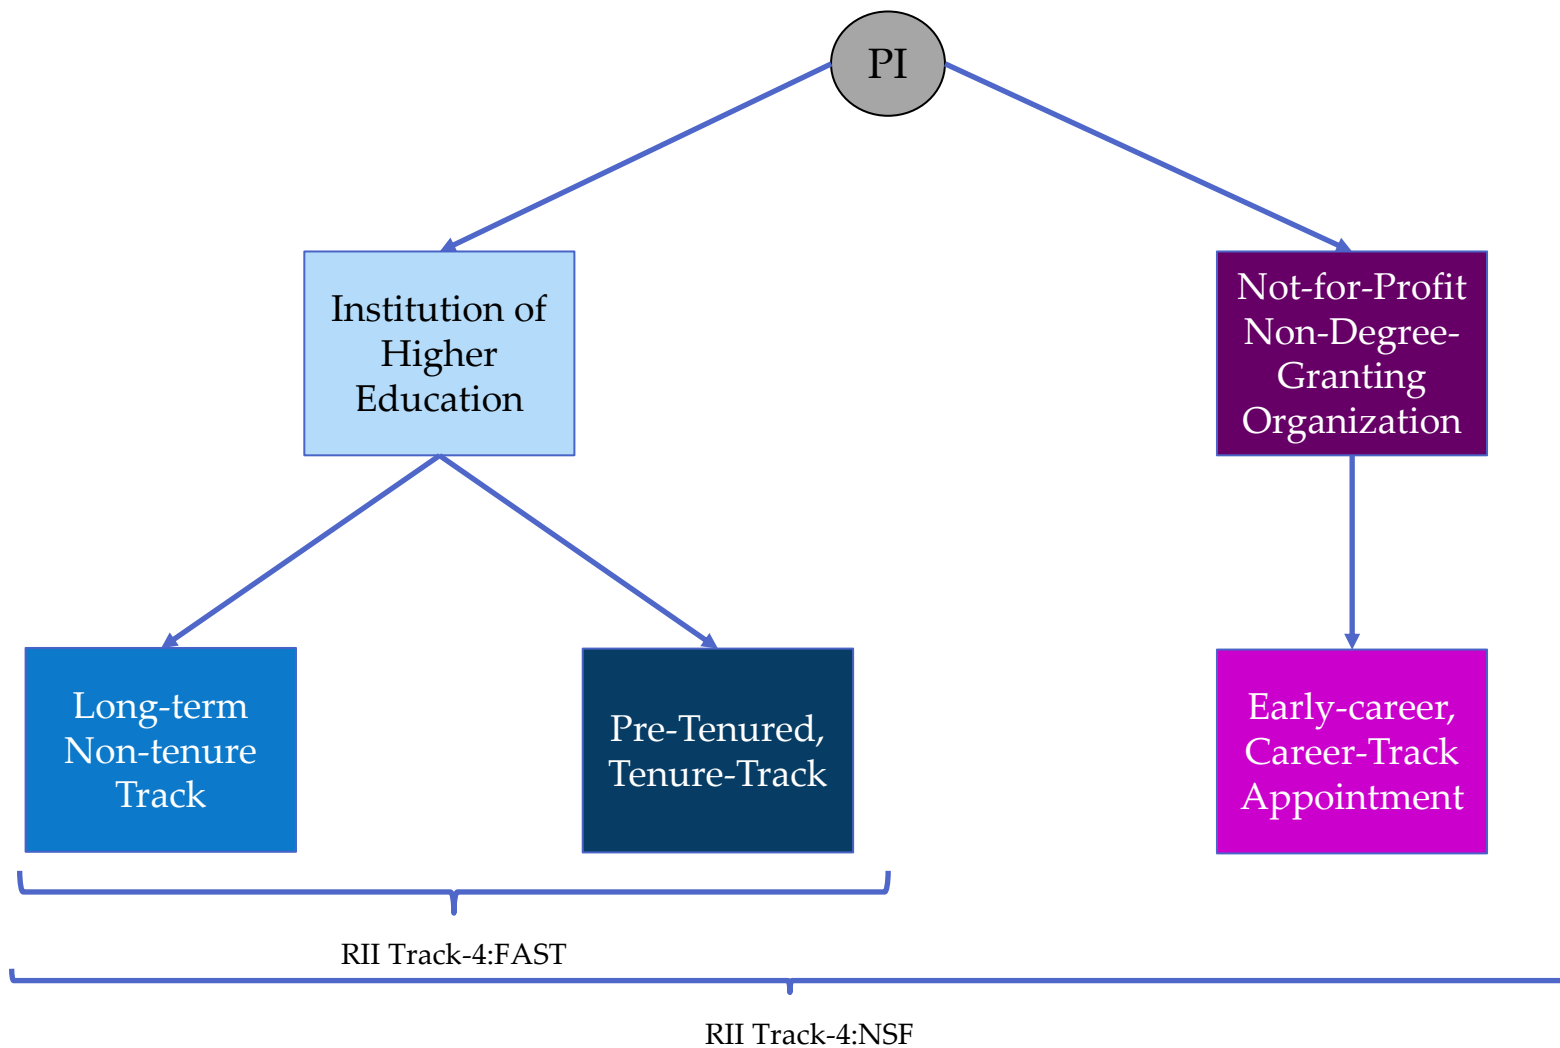 PI
Institution of
Higher
Education
Not-for-Profit
Non-Degree-
Granting
Organization
Long-term
Non-tenure
Track
Pre-Tenured,
Tenure-Track
Early-career,
Career-Track
Appointment
RII Track-4:FAST
RII Track-4:NSF